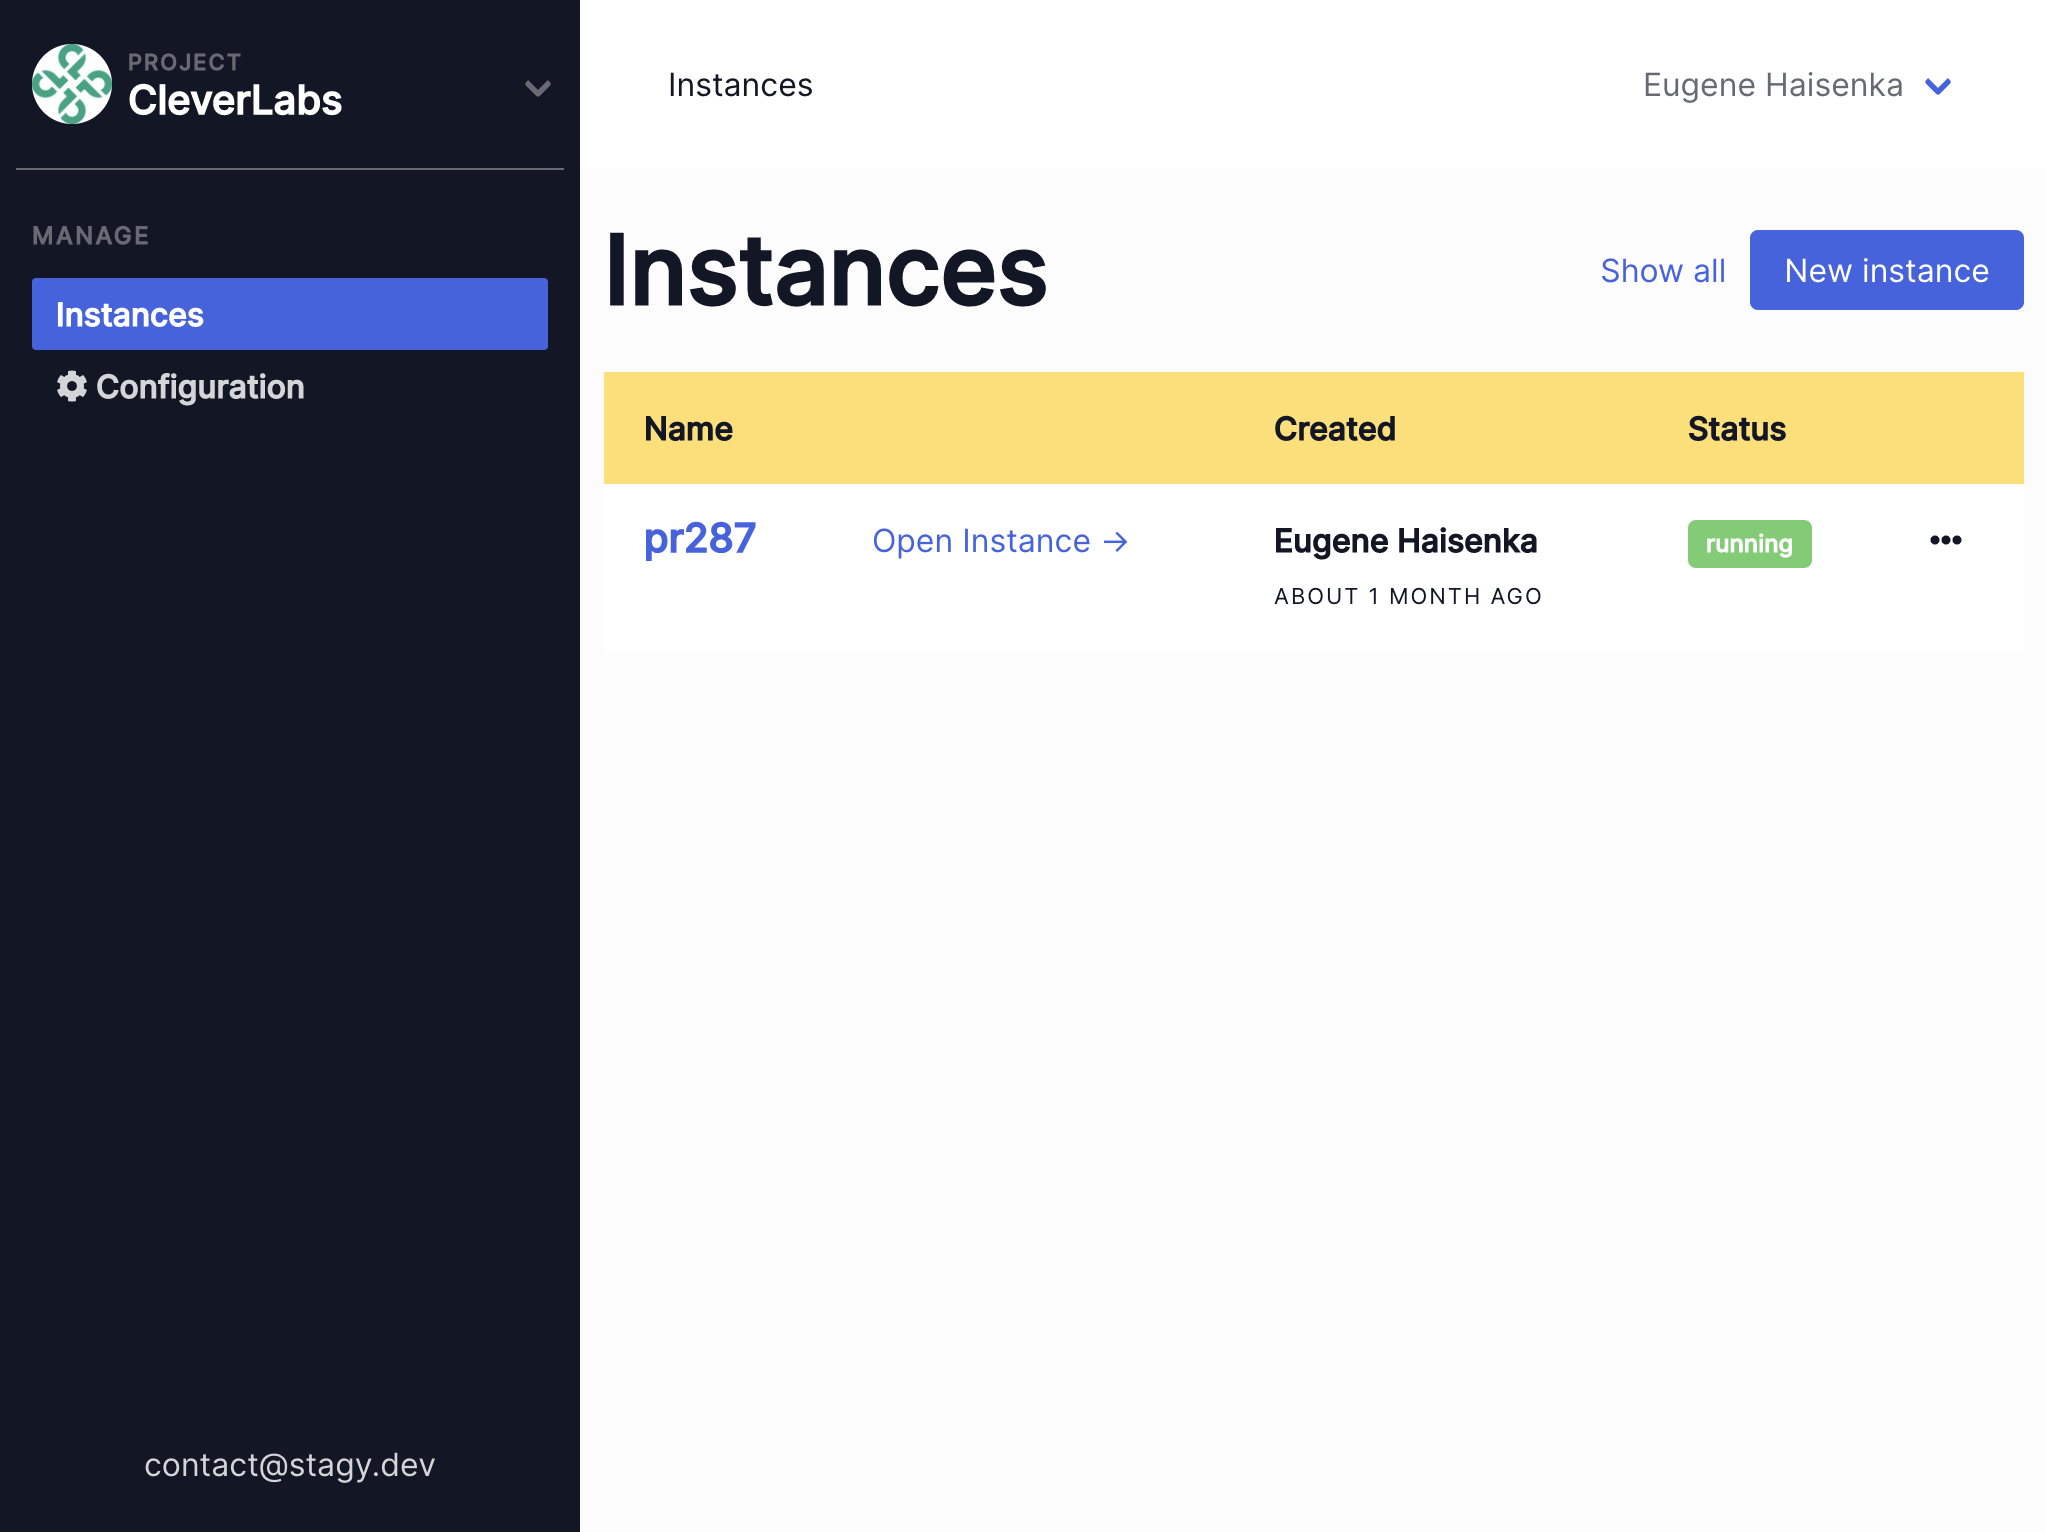 PROJECT
CleverLabs
MANAGE
Instances
Configuration
contact@stagy.dev
Instances
Eugene Haisenka
Instances
Show all
New instance
Name Created Status
pr287 Open Instance → Eugene Haisenka running •••
ABOUT 1 MONTH AGO